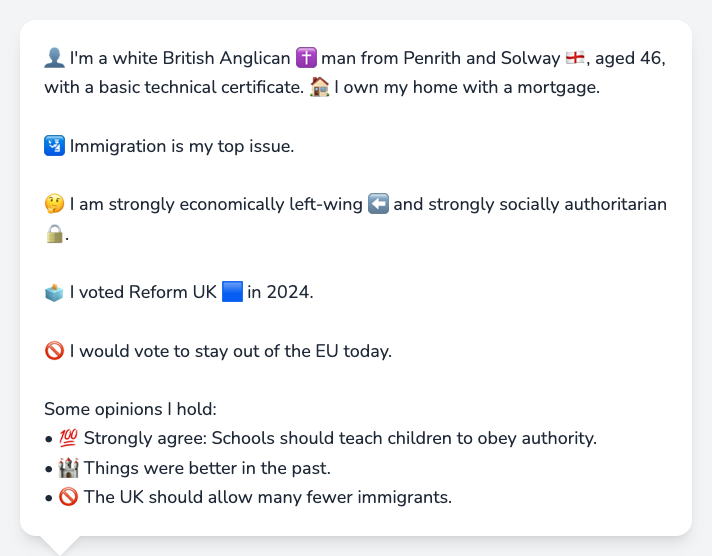 👤 I'm a white British Anglican ✝️ man from Penrith and Solway 🏴󠁧󠁢󠁥󠁮󠁧󠁿, aged 46,
with a basic technical certificate. 🏠 I own my home with a mortgage.
🛂 Immigration is my top issue.
🤔 I am strongly economically left-wing ⬅️ and strongly socially authoritarian
🔒.
🗳️ I voted Reform UK 🟦 in 2024.
🚫 I would vote to stay out of the EU today.
Some opinions I hold:
• 💯 Strongly agree: Schools should teach children to obey authority.
• 🏰 Things were better in the past.
• 🚫 The UK should allow many fewer immigrants.